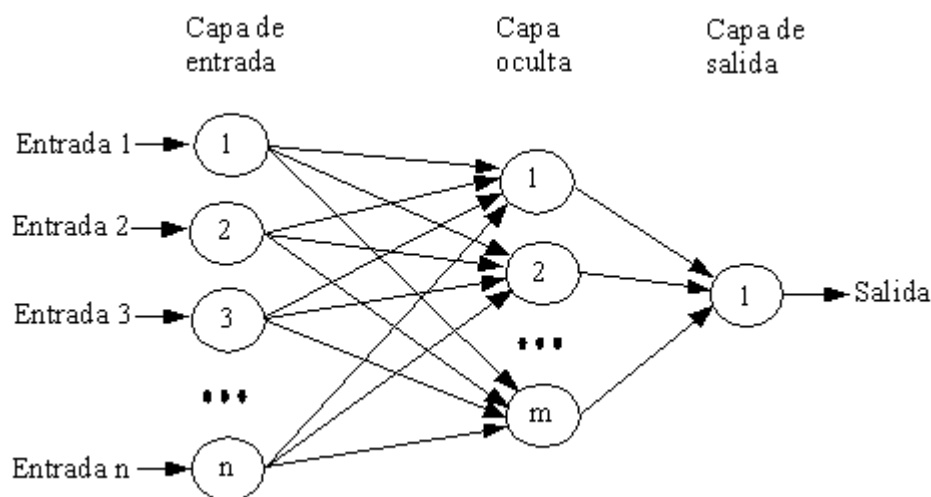 Capa de
entrada
Capa
oculta
Capa de
salida
Entrada 1
1
Entrada 2
2
Entrada 3
3
Entrada n
n
1
2
m
1
Salida